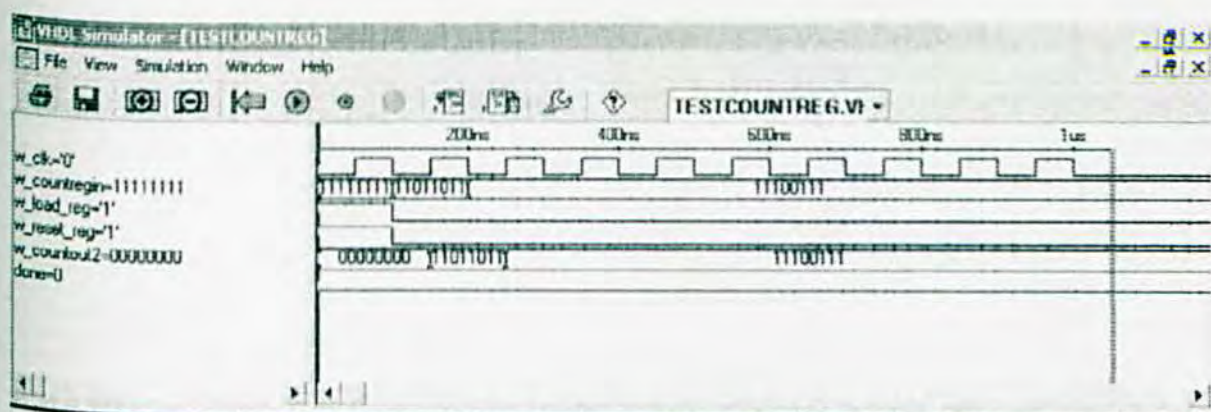 VHDL Simulator - [TESTCOUNTREG]
File View Simulation Window Help
TESTCOUNTREG.VI
200ns 400ns 600ns 800ns 1us
w_clk='0'
w_countregin=11111111 11111111 11011011 11100111
w_load_reg='1'
w_reset_reg='1'
w_countout2=00000000 00000000 11011011 11100111
done=0